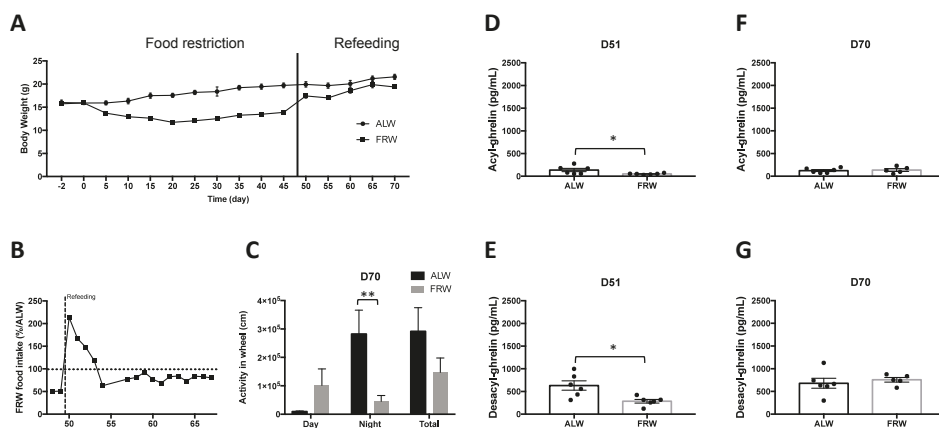 A
Food restriction
Refeeding
Body Weight (g)
25
20
15
10
5
0
ALW
FRW
-2 0 5 10 15 20 25 30 35 40 45 50 55 60 65 70
Time (day)
B
Refeeding
FRW food intake (%/ALW)
250
200
150
100
50
0
50 55 60 65
C
D70
ALW
FRW
**
Activity in wheel (cm)
4×10⁵
3×10⁵
2×10⁵
1×10⁵
0
Day Night Total
D
D51
Acyl-ghrelin (pg/mL)
2500
2000
1500
1000
500
0
*
ALW FRW
E
D51
Desacyl-ghrelin (pg/mL)
2500
2000
1500
1000
500
0
*
ALW FRW
F
D70
Acyl-ghrelin (pg/mL)
2500
2000
1500
1000
500
0
ALW FRW
G
D70
Desacyl-ghrelin (pg/mL)
2500
2000
1500
1000
500
0
ALW FRW